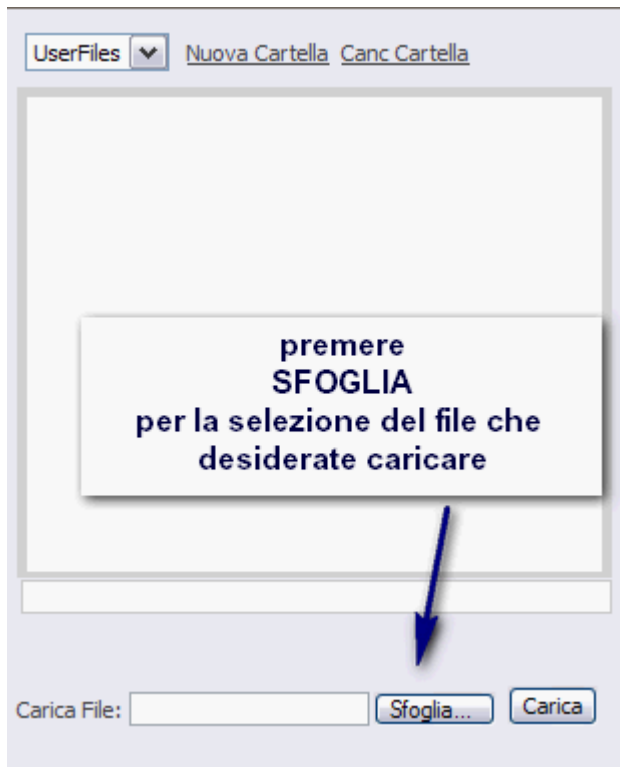 UserFiles Nuova Cartella Canc Cartella
premere
SFOGLIA
per la selezione del file che
desiderate caricare
Carica File: Sfoglia... Carica